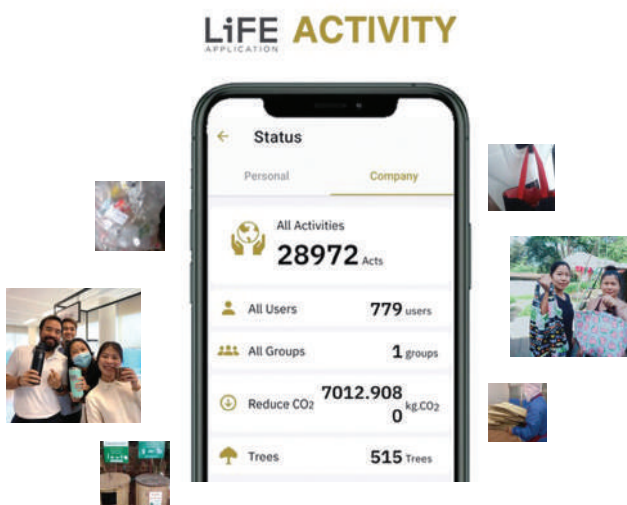 LiFE ACTIVITY
APPLICATION
Status
Personal Company
All Activities
28972 Acts
All Users 779 users
All Groups 1 groups
Reduce CO2 7012.908
0 kg.CO2
Trees 515 Trees